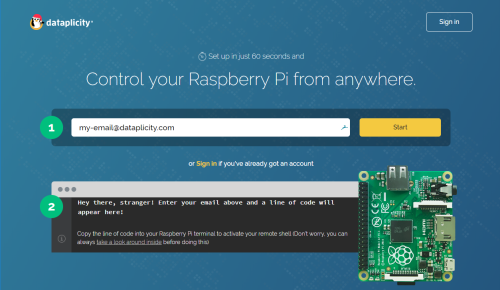 dataplicity
Sign in
Set up in just 60 seconds and
Control your Raspberry Pi from anywhere.
1
my-email@dataplicity.com
Start
or Sign in if you've already got an account
2
Hey there, stranger! Enter your email above and a line of code will
appear here!
Copy the line of code into your Raspberry Pi terminal to activate your remote shell (Don't worry, you can
always take a look around inside before doing this)